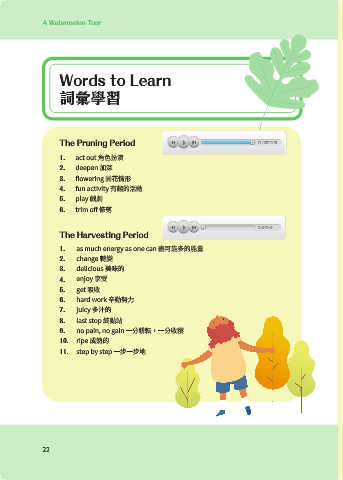 A Watermelon Tour
Words to Learn
詞彙學習
The Pruning Period
1. act out 角色扮演
2. deepen 加深
3. flowering 開花情形
4. fun activity 有趣的活動
5. play 戲劇
6. trim off 修剪
The Harvesting Period
1. as much energy as one can 盡可能多的能量
2. change 轉變
3. delicious 美味的
4. enjoy 享受
5. get 吸收
6. hard work 辛勤努力
7. juicy 多汁的
8. last stop 終點站
9. no pain, no gain 一分耕耘,一分收穫
10. ripe 成熟的
11. step by step 一步一步地
22